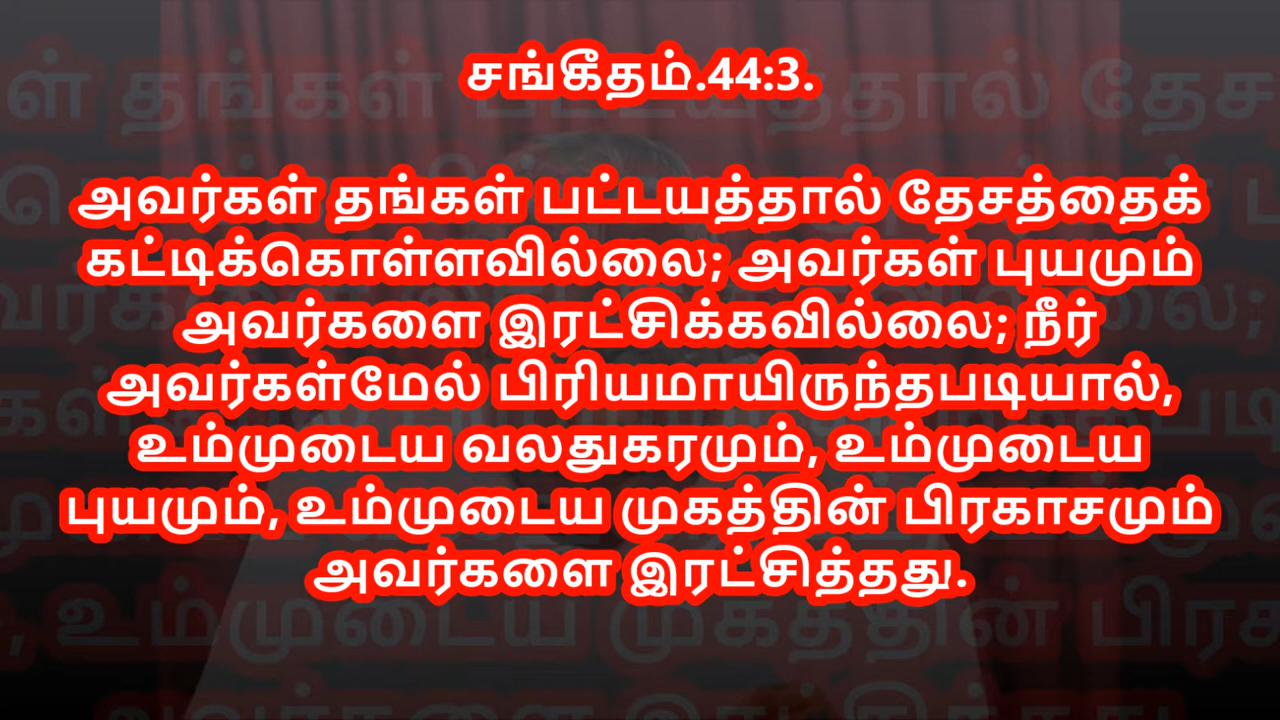 சங்கீதம்.44:3.
அவர்கள் தங்கள் பட்டயத்தால் தேசத்தைக்
கட்டிக்கொள்ளவில்லை; அவர்கள் புயமும்
அவர்களை இரட்சிக்கவில்லை; நீர்
அவர்கள்மேல் பிரியமாயிருந்தபடியால்,
உம்முடைய வலதுகரமும், உம்முடைய
புயமும், உம்முடைய முகத்தின் பிரகாசமும்
அவர்களை இரட்சித்தது.